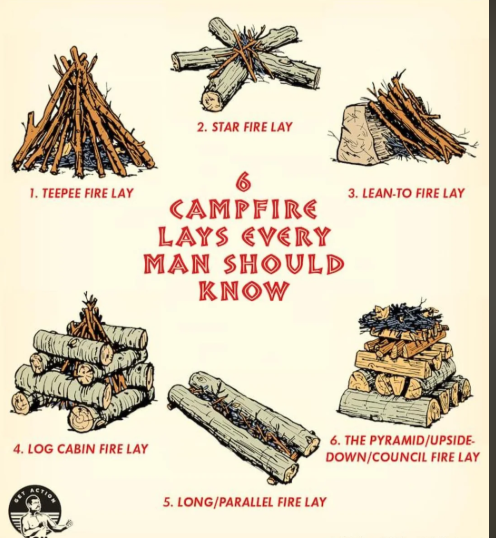 2. STAR FIRE LAY
1. TEEPEE FIRE LAY
3. LEAN-TO FIRE LAY
6
CAMPFIRE
LAYS EVERY
MAN SHOULD
KNOW
4. LOG CABIN FIRE LAY
6. THE PYRAMID/UPSIDE-
DOWN/COUNCIL FIRE LAY
5. LONG/PARALLEL FIRE LAY
GET ACTION